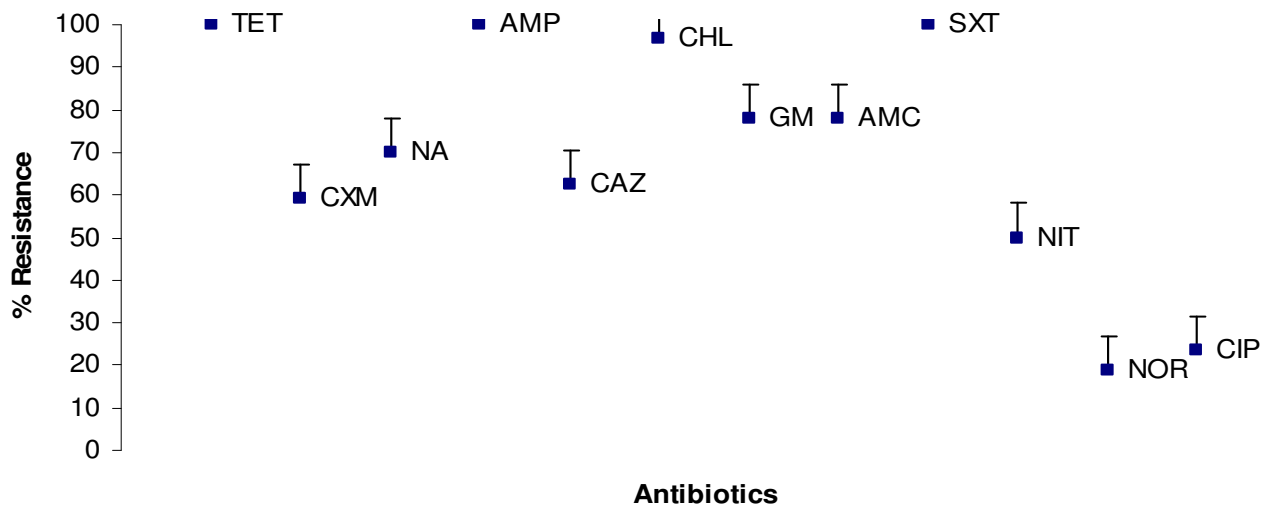 % Resistance
100
90
80
70
60
50
40
30
20
10
0
TET
CXM
NA
AMP
CAZ
CHL
GM
AMC
SXT
NIT
NOR
CIP
Antibiotics